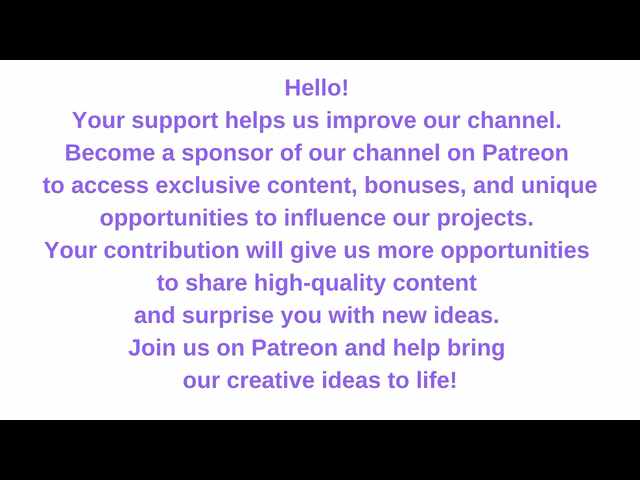 Hello!
Your support helps us improve our channel.
Become a sponsor of our channel on Patreon
to access exclusive content, bonuses, and unique
opportunities to influence our projects.
Your contribution will give us more opportunities
to share high-quality content
and surprise you with new ideas.
Join us on Patreon and help bring
our creative ideas to life!